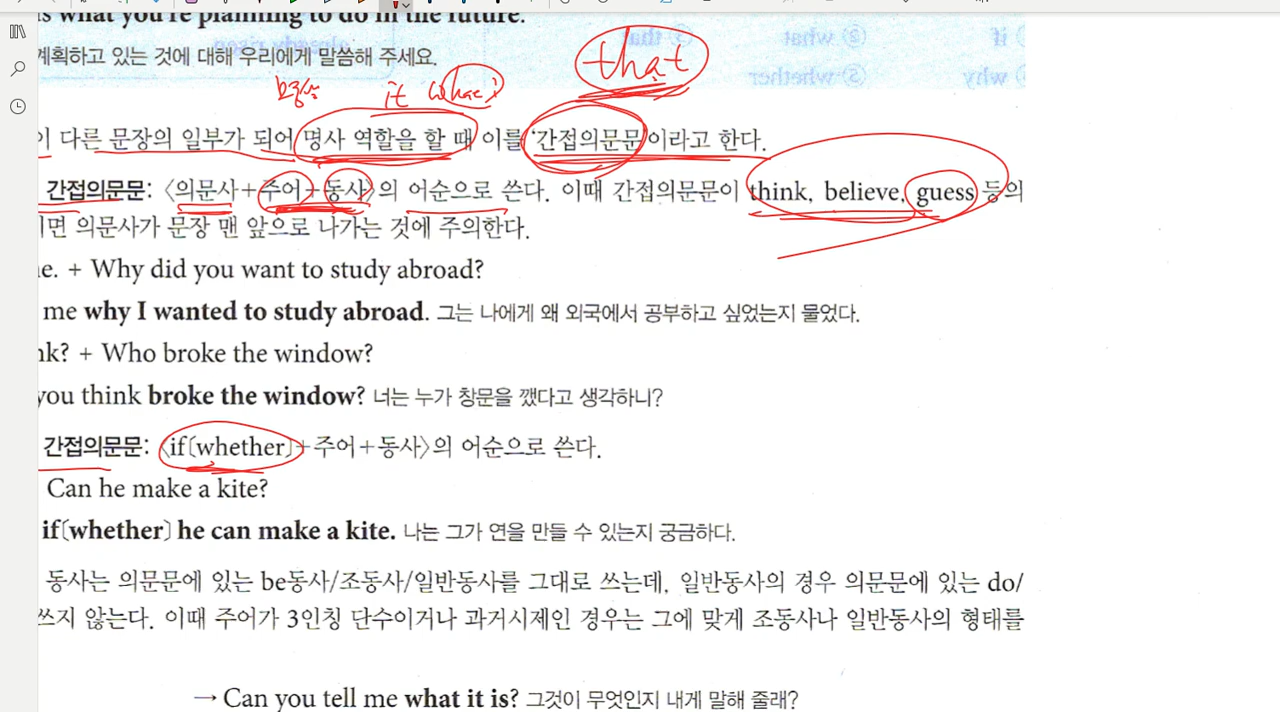 is what you're planning to do in the future.
계획하고 있는 것에 대해 우리에게 말씀해 주세요.
that
it what
이 다른 문장의 일부가 되어 명사 역할을 할 때 이를 '간접의문문'이라고 한다.
간접의문문: 〈의문사+주어+동사〉의 어순으로 쓴다. 이때 간접의문문이 think, believe, guess 등의
이면 의문사가 문장 맨 앞으로 나가는 것에 주의한다.
me. + Why did you want to study abroad?
me why I wanted to study abroad. 그는 나에게 왜 외국에서 공부하고 싶었는지 물었다.
nk? + Who broke the window?
you think broke the window? 너는 누가 창문을 깼다고 생각하니?
간접의문문: 〈if〔whether〕+주어+동사〉의 어순으로 쓴다.
Can he make a kite?
if〔whether〕 he can make a kite. 나는 그가 연을 만들 수 있는지 궁금하다.
동사는 의문문에 있는 be동사/조동사/일반동사를 그대로 쓰는데, 일반동사의 경우 의문문에 있는 do/
쓰지 않는다. 이때 주어가 3인칭 단수이거나 과거시제인 경우는 그에 맞게 조동사나 일반동사의 형태를
→ Can you tell me what it is? 그것이 무엇인지 내게 말해 줄래?